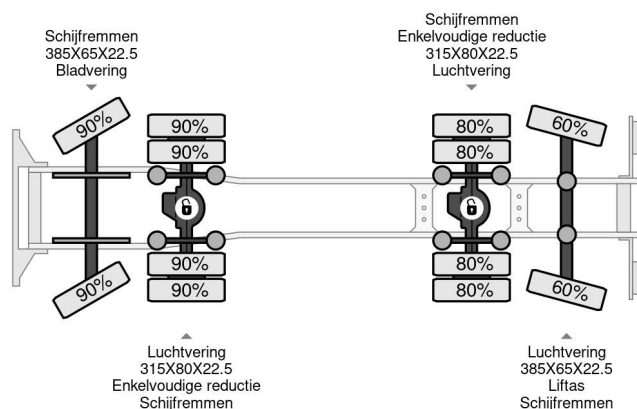 Schijfremmen
385X65X22.5
Bladvering
Schijfremmen
Enkelvoudige reductie
315X80X22.5
Luchtvering
90%
90%
90%
80%
80%
60%
90%
90%
90%
80%
80%
60%
Luchtvering
315X80X22.5
Enkelvoudige reductie
Schijfremmen
Luchtvering
385X65X22.5
Liftas
Schijfremmen